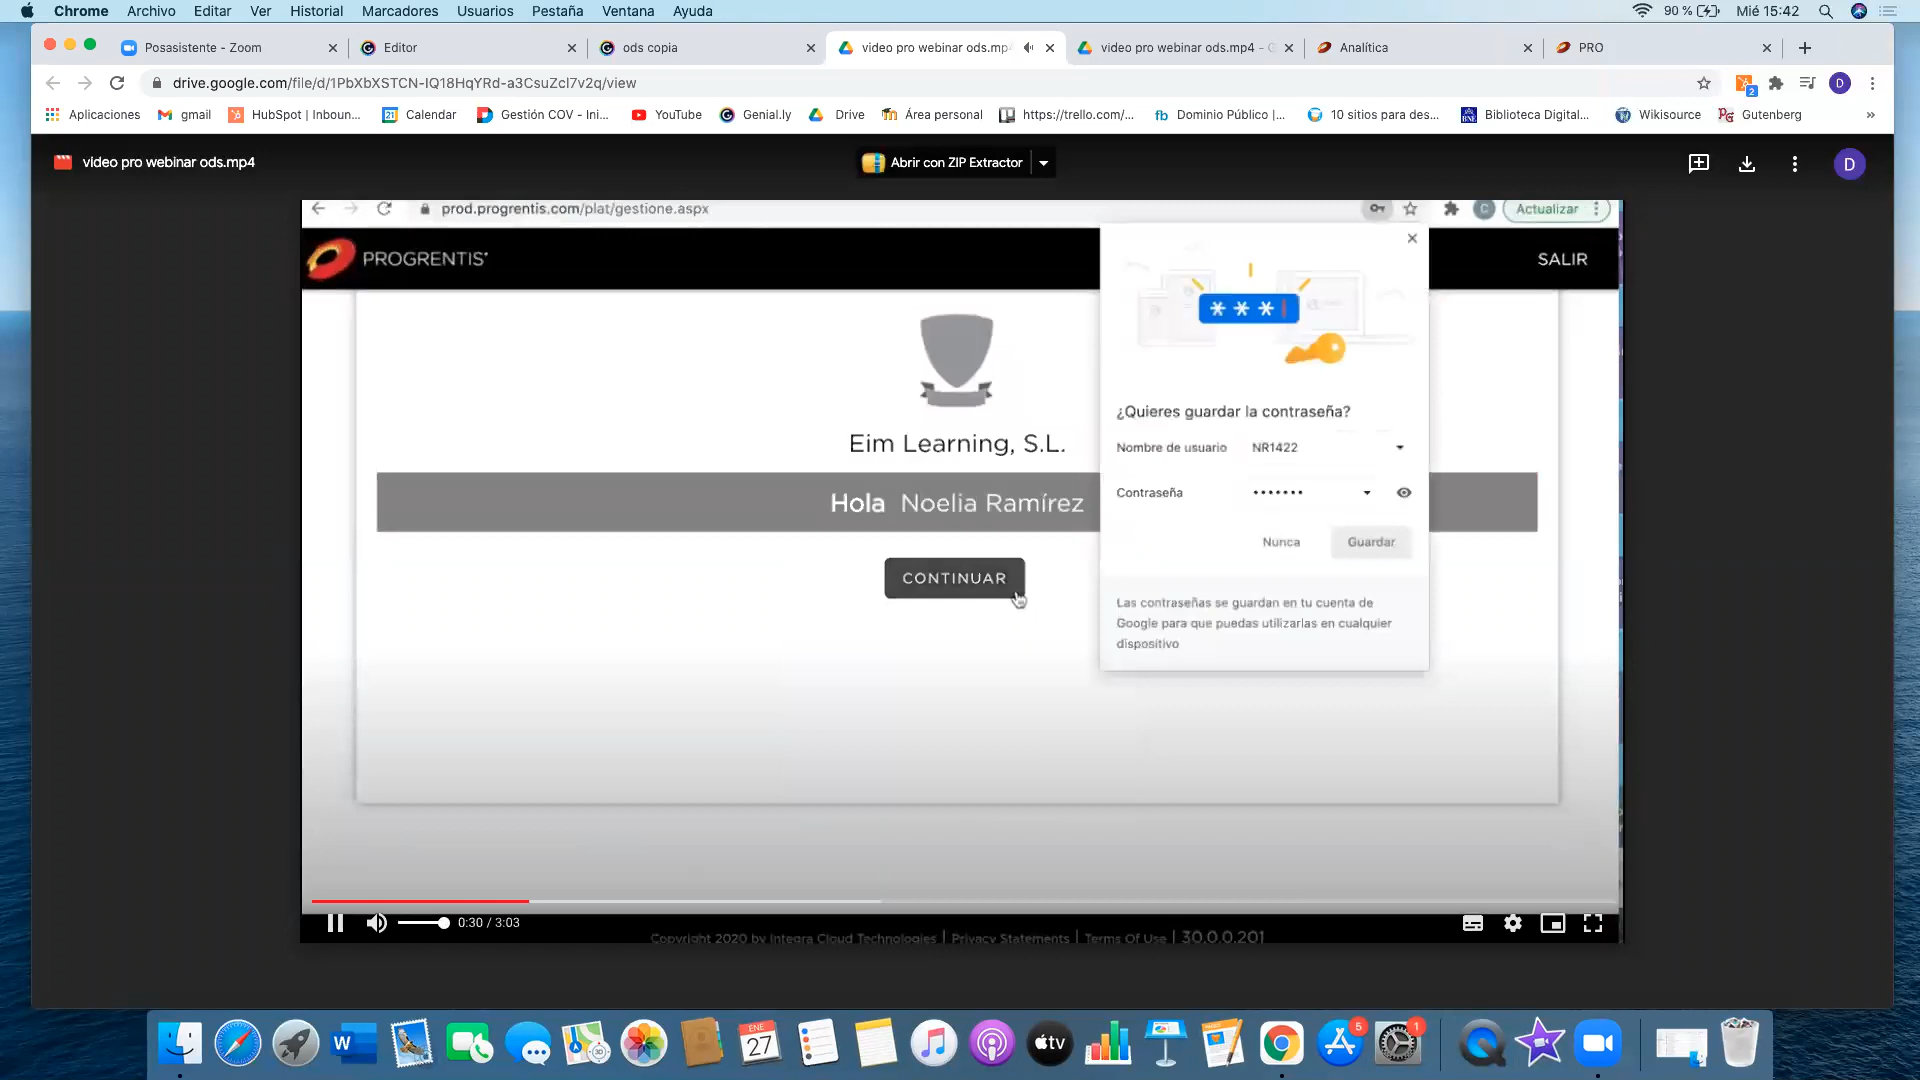 Chrome Archivo Editar Ver Historial Marcadores Usuarios Pestaña Ventana Ayuda 90 % Mié 15:42
Posasistente - Zoom Editor ods copia video pro webinar ods.mp4 video pro webinar ods.mp4 - G Analítica PRO
drive.google.com/file/d/1PbXbXSTCN-IQ18HqYRd-a3CsuZcI7v2q/view 2 D
Aplicaciones gmail HubSpot | Inboun... Calendar Gestión COV - Ini... YouTube Genial.ly Drive Área personal https://trello.com/... Dominio Público |... 10 sitios para des... Biblioteca Digital... Wikisource Gutenberg »
video pro webinar ods.mp4 Abrir con ZIP Extractor D
prod.progrentis.com/plat/gestione.aspx C Actualizar
PROGRENTIS SALIR
***
¿Quieres guardar la contraseña?
Eim Learning, S.L.
Nombre de usuario NR1422
Contraseña •••••••
Hola Noelia Ramírez
Nunca Guardar
CONTINUAR
Las contraseñas se guardan en tu cuenta de
Google para que puedas utilizarlas en cualquier
dispositivo
0:30 / 3:03
Copyright 2020 by Integra Cloud Technologies | Privacy Statements | Terms Of Use | 30.0.0.201
W ENE 27 tv 5 1